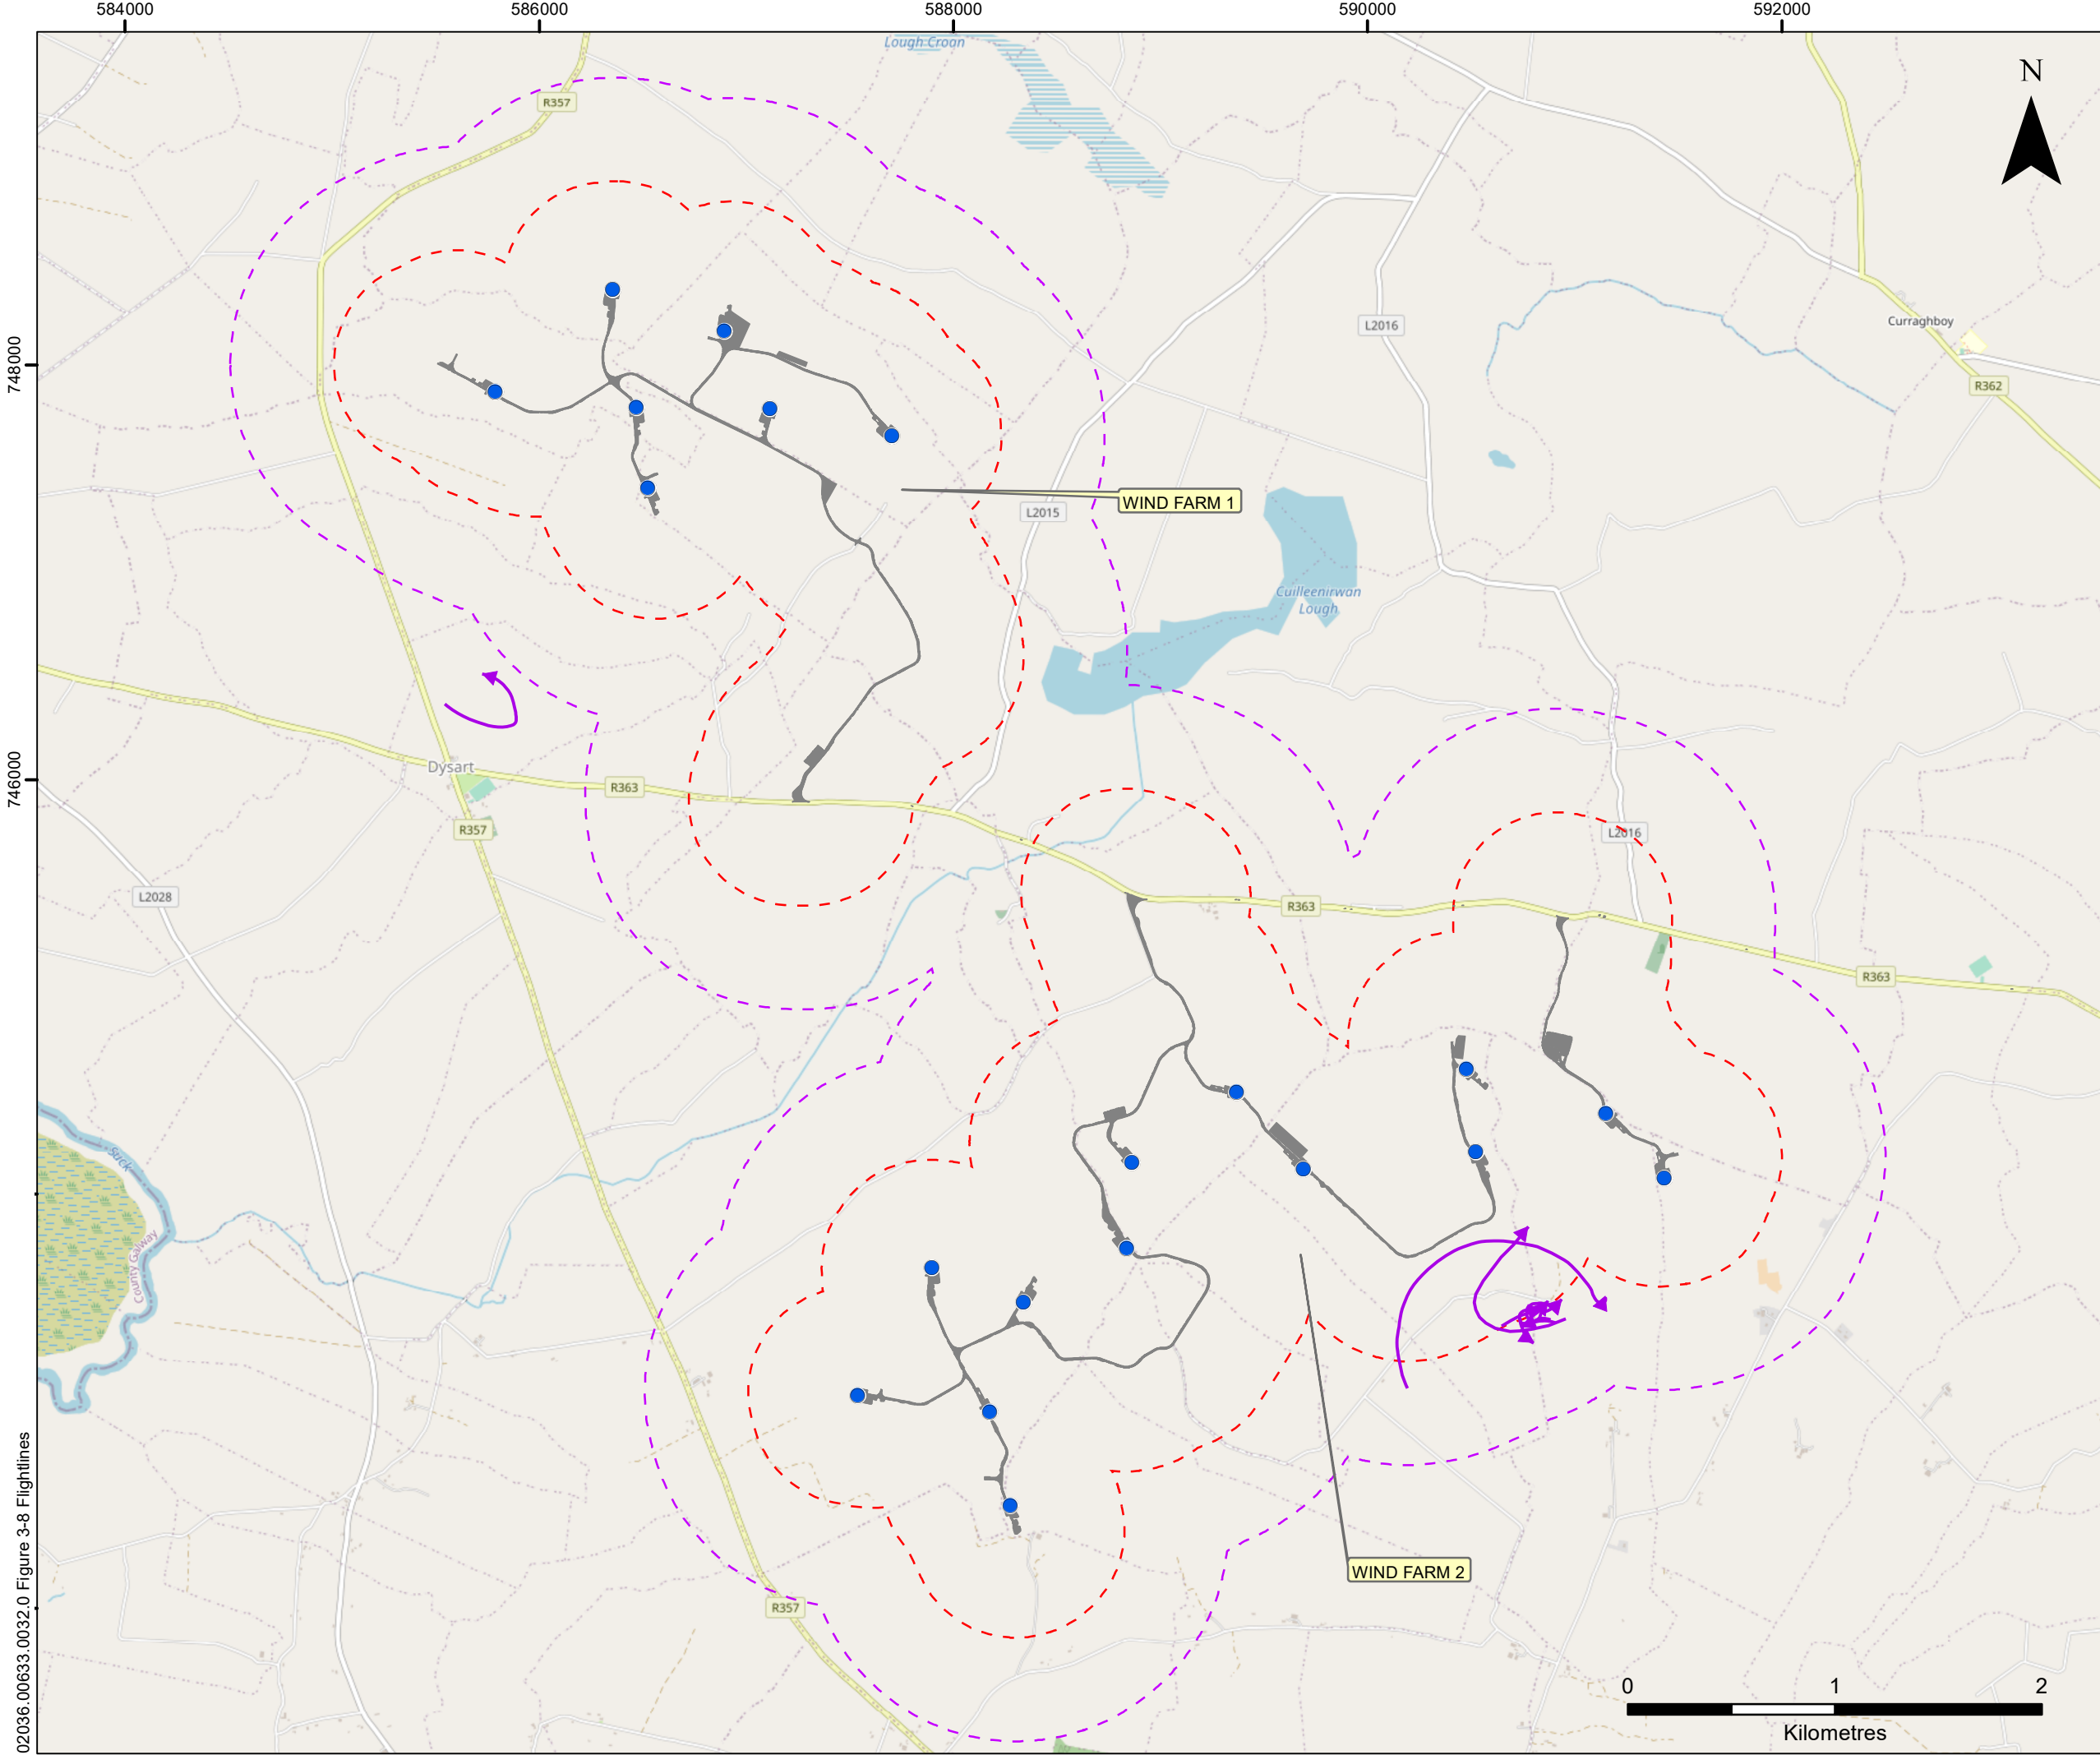 584000
586000
588000
590000
592000
Lough Croan
R357
N
L2016
Curraghboy
748000
R362
WIND FARM 1
L2015
Cuilleenirwan
Lough
746000
Dysart
R363
R357
L2016
L2028
R363
R363
Suck
County Galway
WIND FARM 2
R357
0
1
2
Kilometres
02036.00633.0032.0 Figure 3-8 Flightlines